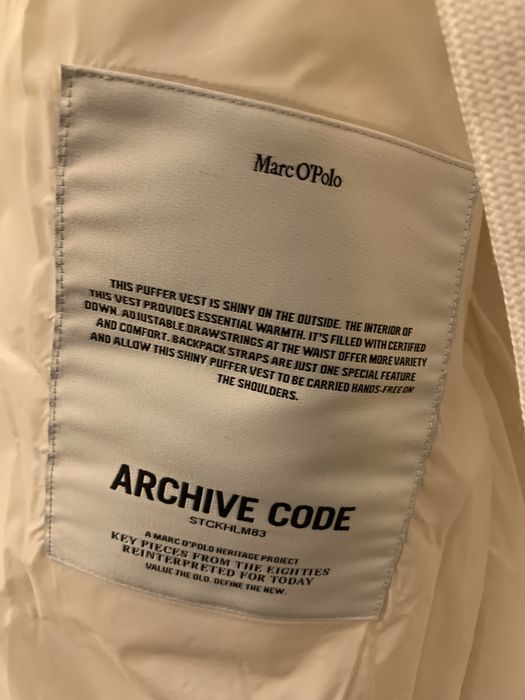 Marc O'Polo
THIS PUFFER VEST IS SHINY ON THE OUTSIDE. THE INTERIOR OF
THIS VEST PROVIDES ESSENTIAL WARMTH. IT'S FILLED WITH CERTIFIED
DOWN. ADJUSTABLE DRAWSTRINGS AT THE WAIST OFFER MORE VARIETY
AND COMFORT. BACKPACK STRAPS ARE JUST ONE SPECIAL FEATURE
AND ALLOW THIS SHINY PUFFER VEST TO BE CARRIED HANDS-FREE ON
THE SHOULDERS.
ARCHIVE CODE
STCKHLM83
A MARC O'POLO HERITAGE PROJECT
KEY PIECES FROM THE EIGHTIES
REINTERPRETED FOR TODAY
VALUE THE OLD. DEFINE THE NEW.